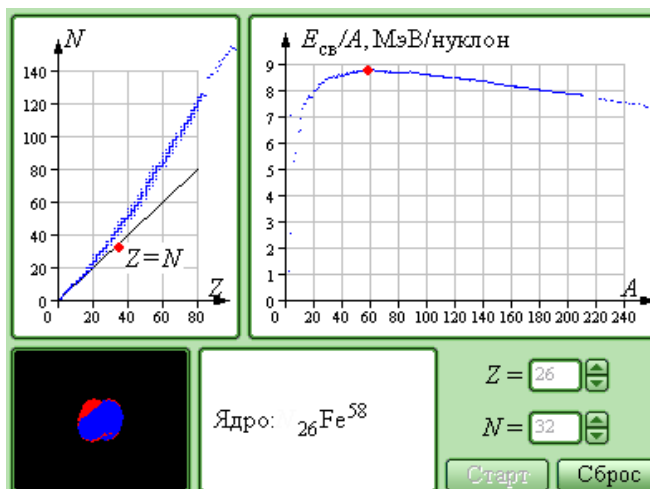 N
140
120
100
80
60
40
20
0
Z=N
Z
0 20 40 60 80
E св/A, МэВ/нуклон
9
8
7
6
5
4
3
2
1
0
A
0 20 40 60 80 100 120 140 160 180 200 220 240
Ядро: 26Fe58
Z = 26
N = 32
Старт Сброс